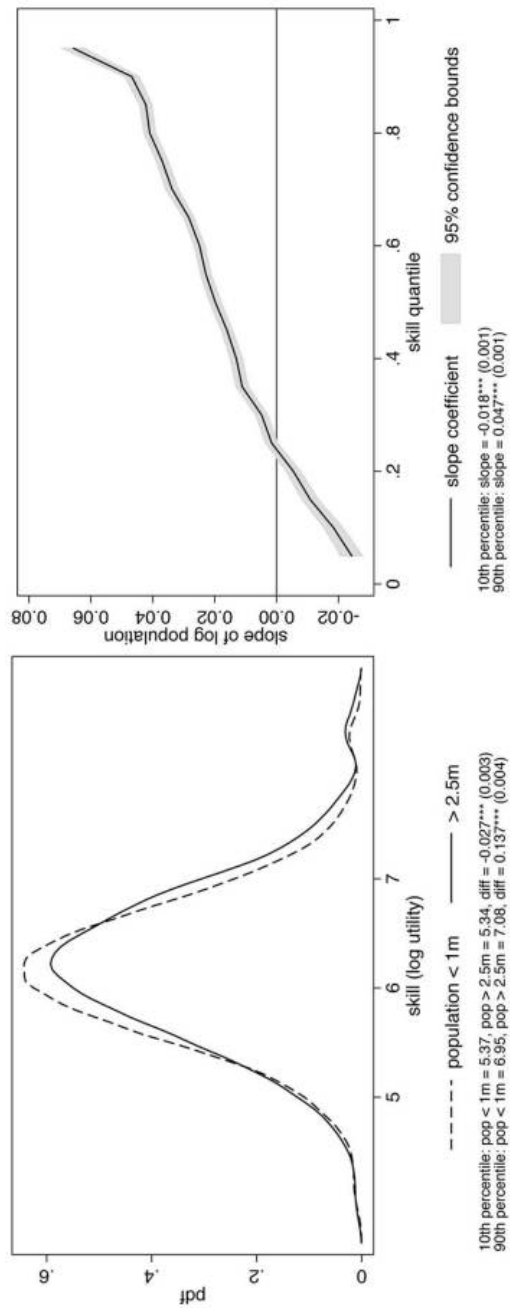 pdf
.6
.4
.2
0
5
6
7
skill (log utility)
population < 1m
> 2.5m
10th percentile: pop < 1m = 5.37, pop > 2.5m = 5.34, diff = -0.027*** (0.003)
90th percentile: pop < 1m = 6.95, pop > 2.5m = 7.08, diff = 0.137*** (0.004)
slope of log population
0.08
0.06
0.04
0.02
0.00
-0.02
0
.2
.4
.6
.8
1
skill quantile
slope coefficient
95% confidence bounds
10th percentile: slope = -0.018*** (0.001)
90th percentile: slope = 0.047*** (0.001)